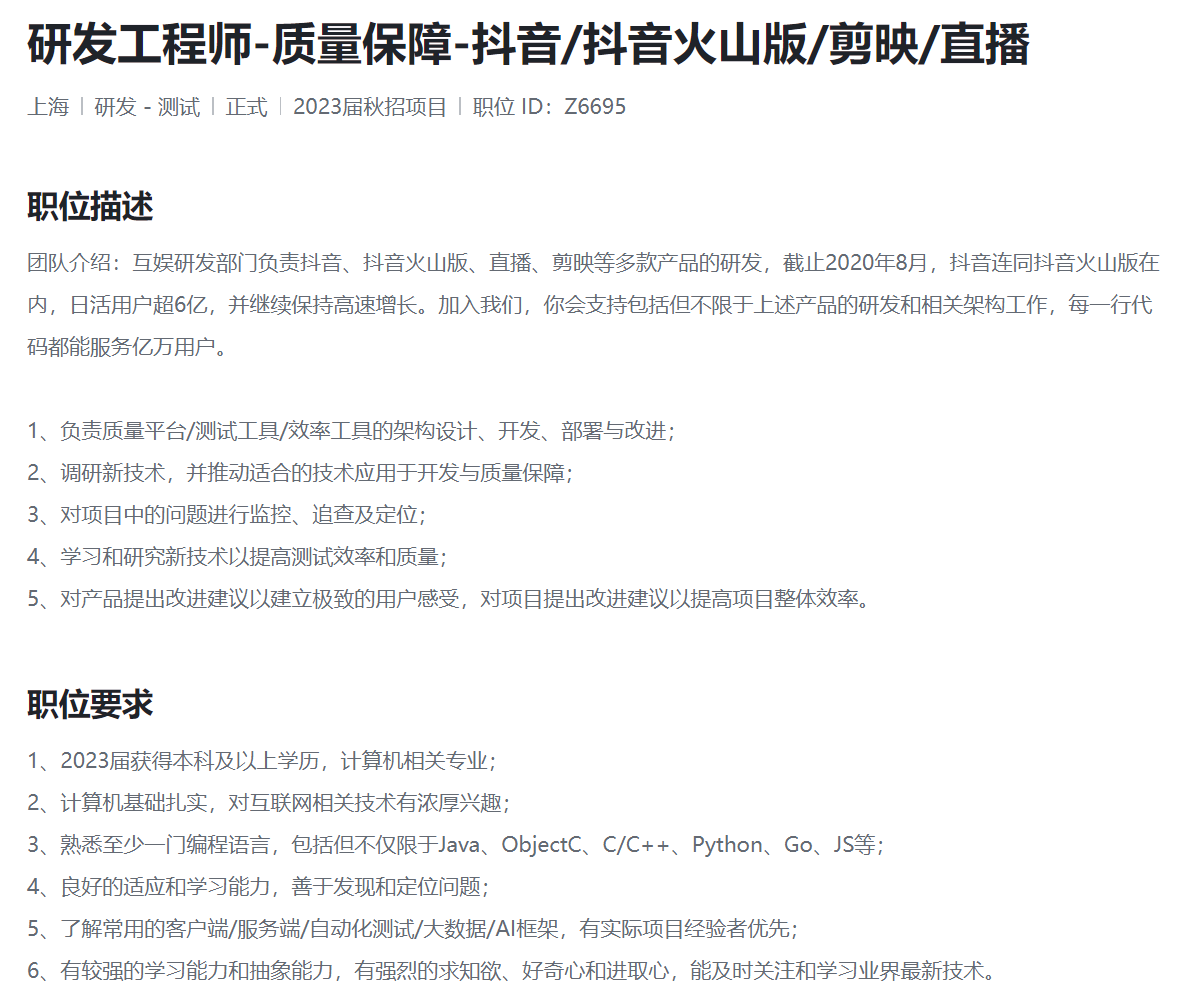 研发工程师-质量保障-抖音/抖音火山版/剪映/直播
上海 | 研发 - 测试 | 正式 | 2023届秋招项目 | 职位 ID：Z6695
职位描述
团队介绍：互娱研发部门负责抖音、抖音火山版、直播、剪映等多款产品的研发，截止2020年8月，抖音连同抖音火山版在
内，日活用户超6亿，并继续保持高速增长。加入我们，你会支持包括但不限于上述产品的研发和相关架构工作，每一行代
码都能服务亿万用户。
1、负责质量平台/测试工具/效率工具的架构设计、开发、部署与改进；
2、调研新技术，并推动适合的技术应用于开发与质量保障；
3、对项目中的问题进行监控、追查及定位；
4、学习和研究新技术以提高测试效率和质量；
5、对产品提出改进建议以建立极致的用户感受，对项目提出改进建议以提高项目整体效率。
职位要求
1、2023届获得本科及以上学历，计算机相关专业；
2、计算机基础扎实，对互联网相关技术有浓厚兴趣；
3、熟悉至少一门编程语言，包括但不仅限于Java、ObjectC、C/C++、Python、Go、JS等；
4、良好的适应和学习能力，善于发现和定位问题；
5、了解常用的客户端/服务端/自动化测试/大数据/AI框架，有实际项目经验者优先；
6、有较强的学习能力和抽象能力，有强烈的求知欲、好奇心和进取心，能及时关注和学习业界最新技术。